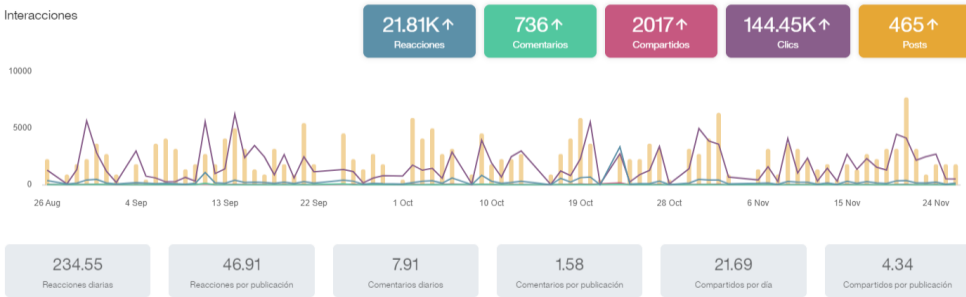 Interacciones
21.81K↑
Reacciones
736↑
Comentarios
2017↑
Compartidos
144.45K↑
Clics
465↑
Posts
10000
5000
0
26 Aug
4 Sep
13 Sep
22 Sep
1 Oct
10 Oct
19 Oct
28 Oct
6 Nov
15 Nov
24 Nov
234.55
Reacciones diarias
46.91
Reacciones por publicación
7.91
Comentarios diarios
1.58
Comentarios por publicación
21.69
Compartidos por día
4.34
Compartidos por publicación